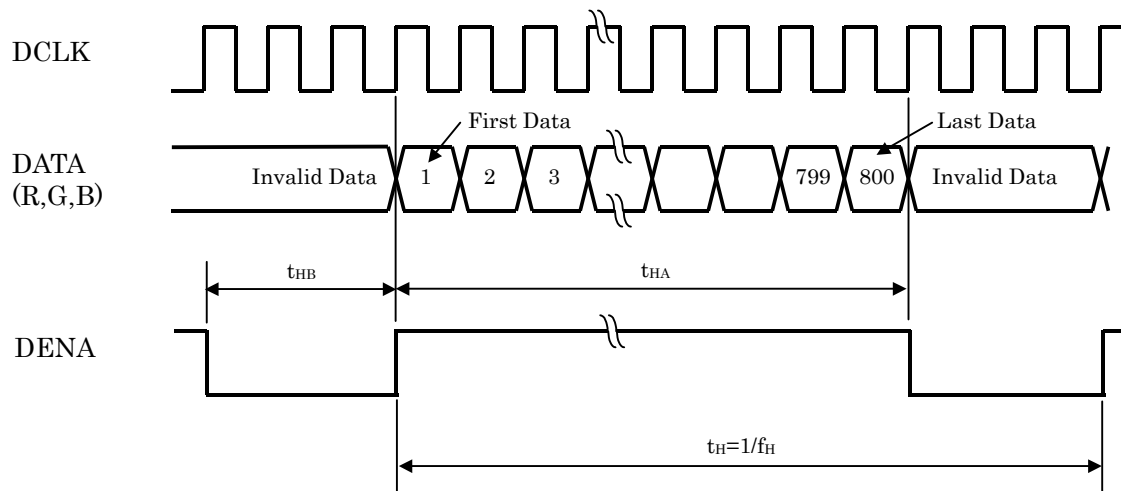 DCLK
First Data
Last Data
DATA
(R,G,B)
Invalid Data 1 2 3 799 800 Invalid Data
tHB
tHA
DENA
tH=1/fH